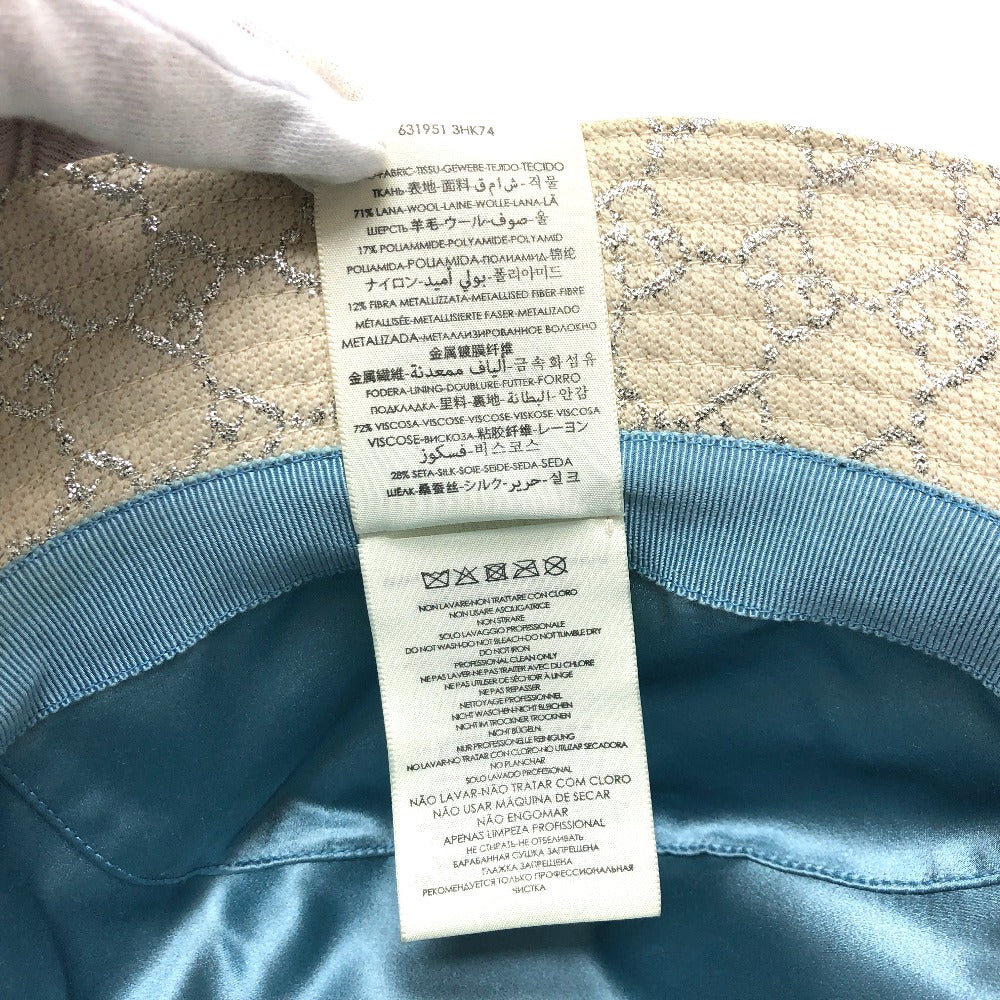 631951 3HK74
FABRIC-TISSU-GEWEBE-TEJIDO-TECIDO
ТКАНЬ-表地-面料-قماش-직물
71% LANA-WOOL-LAINE-WOLLE-LANA-LÃ
ШЕРСТЬ-羊毛-ウール-صوف-울
17% POLIAMMIDE-POLYAMIDE-POLYAMID
POLIAMIDA-POLIAMIDA-ПОЛИАМИД-锦纶
ナイロン-بولي أميد-폴리아미드
12% FIBRA METALLIZZATA-METALLISED FIBER-FIBRE
MÉTALLISÉE-METALLISIERTE FASER-METALIZADO
METALIZADA-МЕТАЛЛИЗИРОВАННОЕ ВОЛОКНО
金属镀膜纤维
金属繊維-ألياف ممعدنة-금속화섬유
FODERA-LINING-DOUBLURE-FUTTER-FORRO
ПОДКЛАДКА-里料-裏地-البطانة-안감
72% VISCOSA-VISCOSE-VISCOSE-VISKOSE-VISCOSA
VISCOSE-ВИСКОЗА-粘胶纤维-レーヨン
فسكوز-비스코스
28% SETA-SILK-SOIE-SEIDE-SEDA-SEDA
ШЁЛК-桑蚕丝-シルク-حرير-실크
NON LAVARE-NON TRATTARE CON CLORO
NON USARE ASCIUGATRICE
NON STIRARE
SOLO LAVAGGIO PROFESSIONALE
DO NOT WASH-DO NOT BLEACH-DO NOT TUMBLE DRY
DO NOT IRON
PROFESSIONAL CLEAN ONLY
NE PAS LAVER-NE PAS TRAITER AVEC DU CHLORE
NE PAS UTILISER DE SÉCHOIR À LINGE
NE PAS REPASSER
NETTOYAGE PROFESSIONNEL
NICHT WASCHEN-NICHT BLEICHEN
NICHT IM TROCKNER TROCKNEN
NICHT BÜGELN
NUR PROFESSIONELLE REINIGUNG
NO LAVAR-NO TRATAR CON CLORO-NO UTILIZAR SECADORA
NO PLANCHAR
SOLO LAVADO PROFESIONAL
NÃO LAVAR-NÃO TRATAR COM CLORO
NÃO USAR MÁQUINA DE SECAR
NÃO ENGOMAR
APENAS LIMPEZA PROFISSIONAL
НЕ СТИРАТЬ-НЕ ОТБЕЛИВАТЬ
БАРАБАННАЯ СУШКА ЗАПРЕЩЕНА
ГЛАЖКА ЗАПРЕЩЕНА
РЕКОМЕНДУЕТСЯ ТОЛЬКО ПРОФЕССИОНАЛЬНАЯ
ЧИСТКА